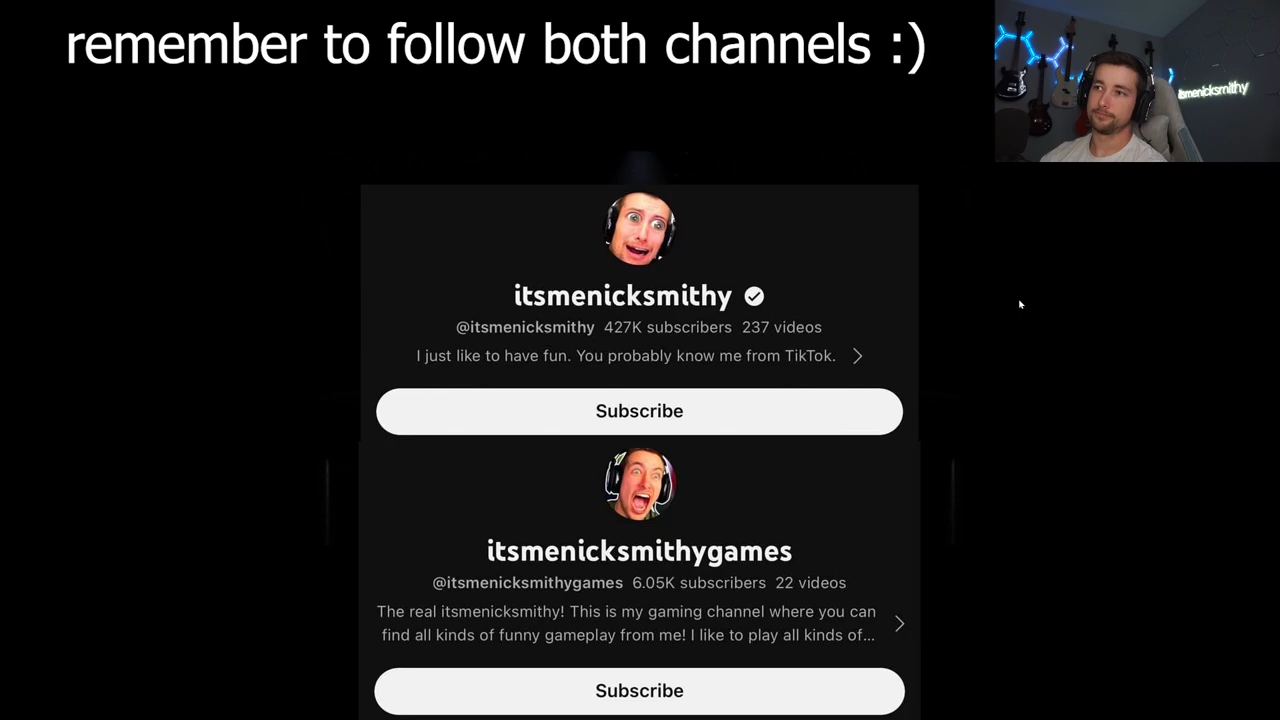 remember to follow both channels :)
itsmenicksmithy
itsmenicksmithy
@itsmenicksmithy 427K subscribers 237 videos
I just like to have fun. You probably know me from TikTok.
Subscribe
itsmenicksmithygames
@itsmenicksmithygames 6.05K subscribers 22 videos
The real itsmenicksmithy! This is my gaming channel where you can
find all kinds of funny gameplay from me! I like to play all kinds of...
Subscribe